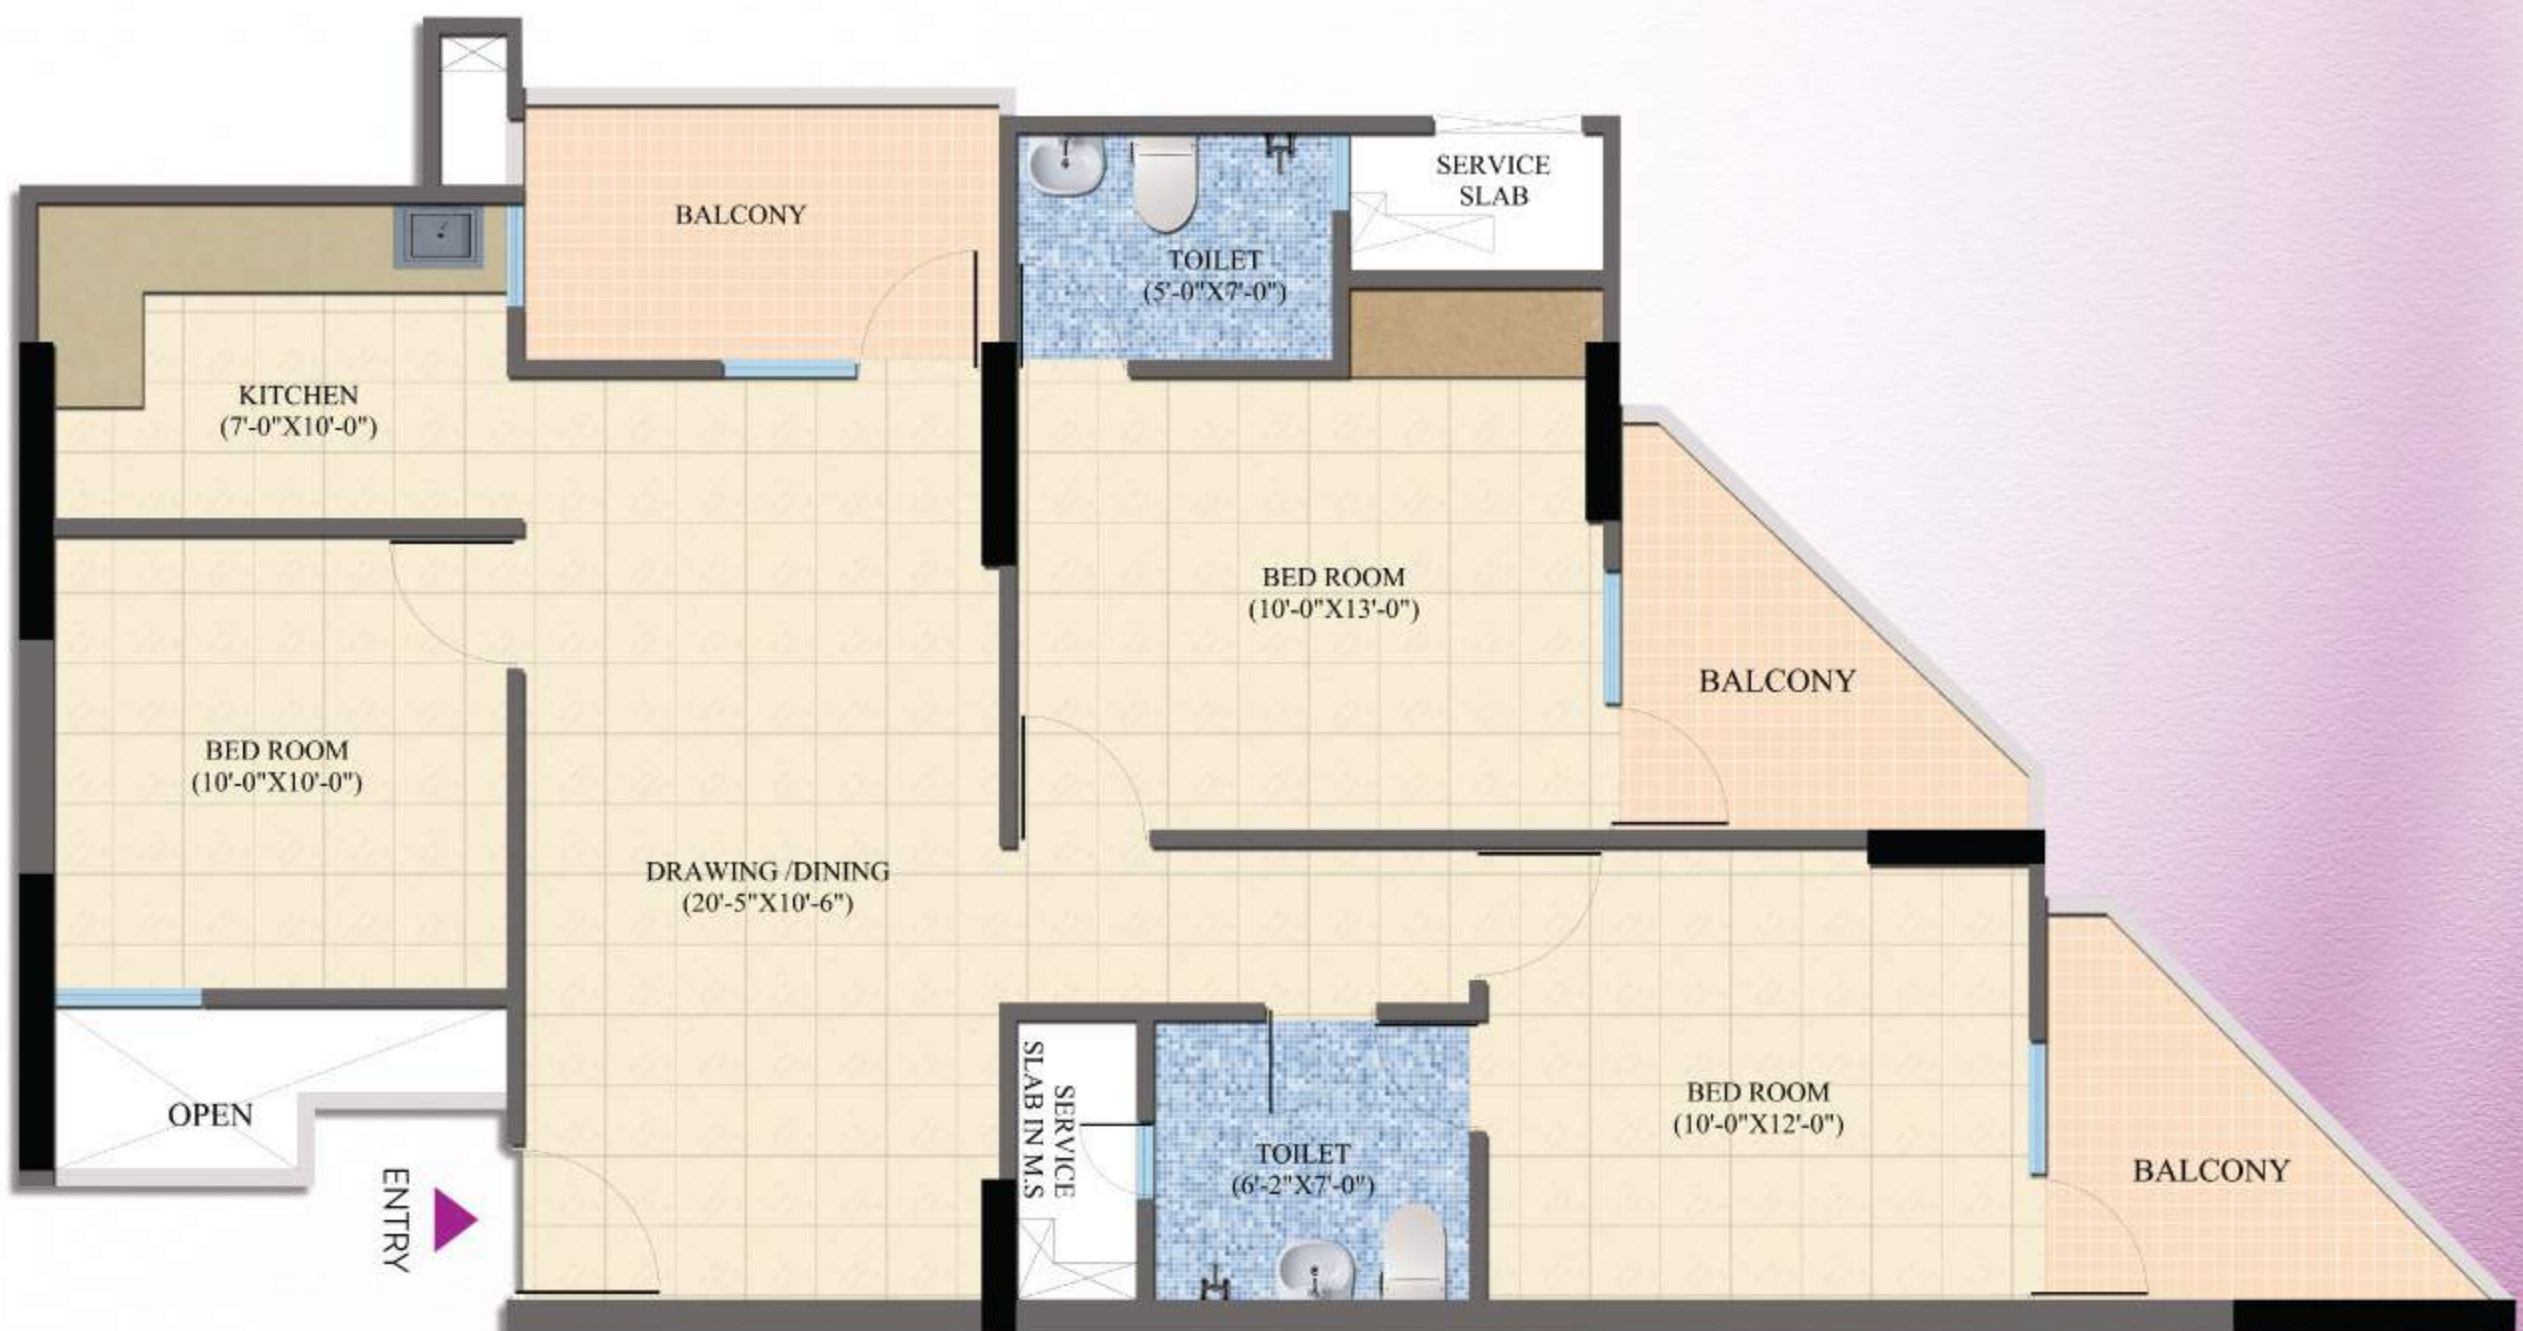 BALCONY
SERVICE
SLAB
TOILET
(5'-0"X7'-0")
KITCHEN
(7'-0"X10'-0")
BED ROOM
(10'-0"X13'-0")
BALCONY
BED ROOM
(10'-0"X10'-0")
DRAWING /DINING
(20'-5"X10'-6")
OPEN
ENTRY
SERVICE
SLAB IN M.S
TOILET
(6'-2"X7'-0")
BED ROOM
(10'-0"X12'-0")
BALCONY